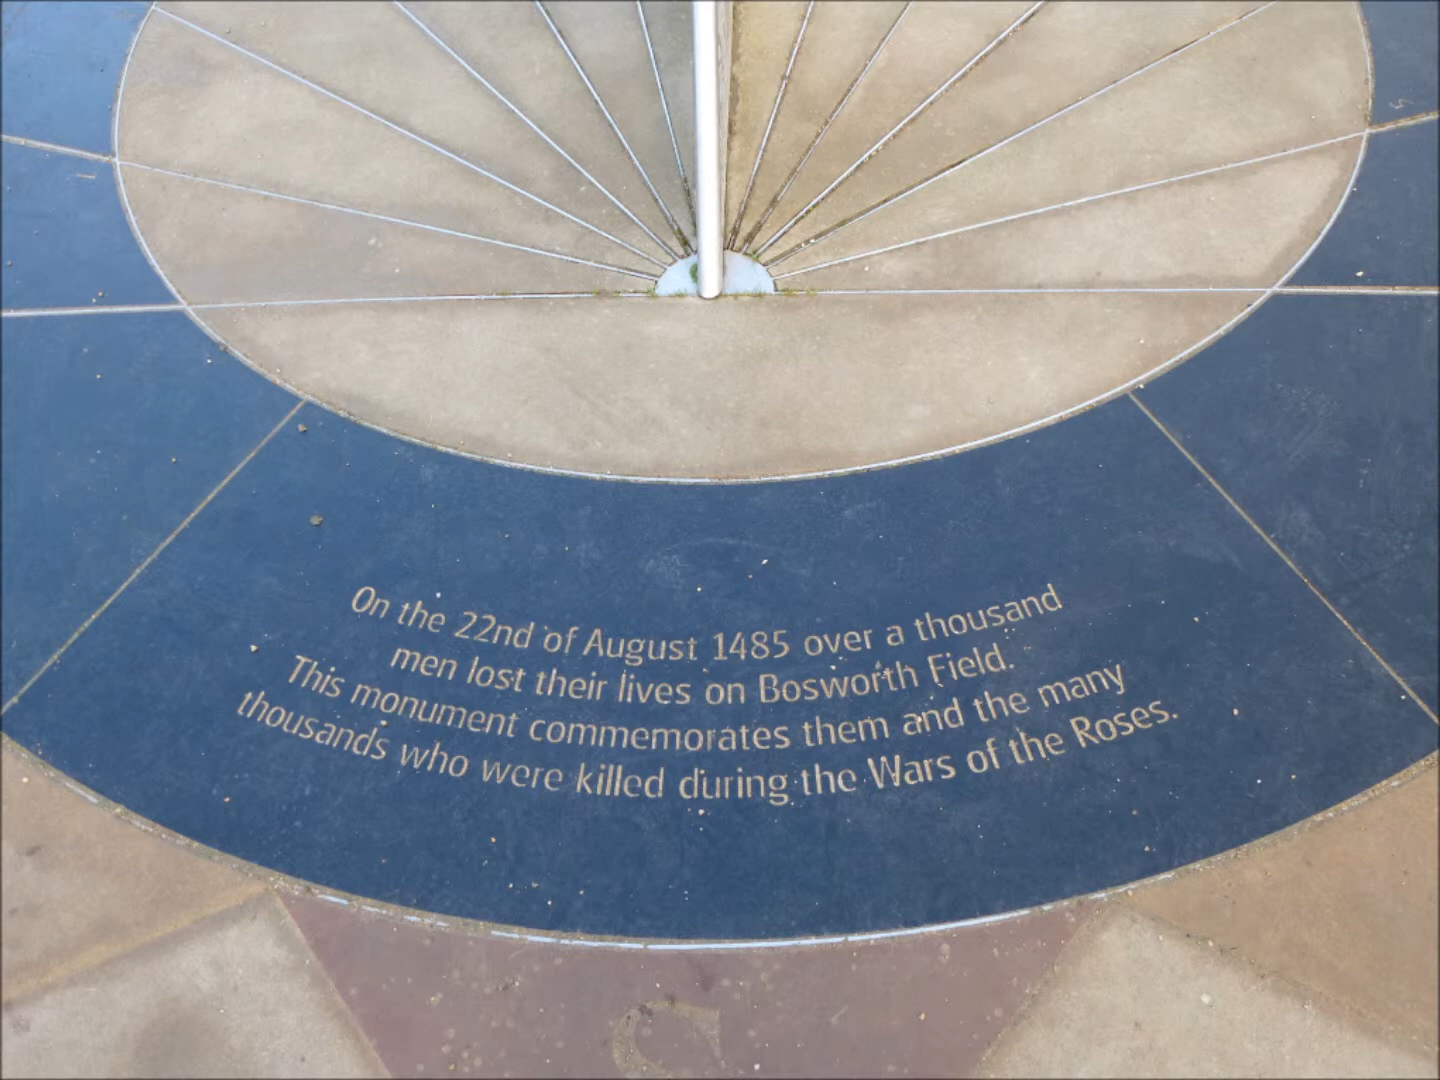 On the 22nd of August 1485 over a thousand
men lost their lives on Bosworth Field.
This monument commemorates them and the many
thousands who were killed during the Wars of the Roses.
S